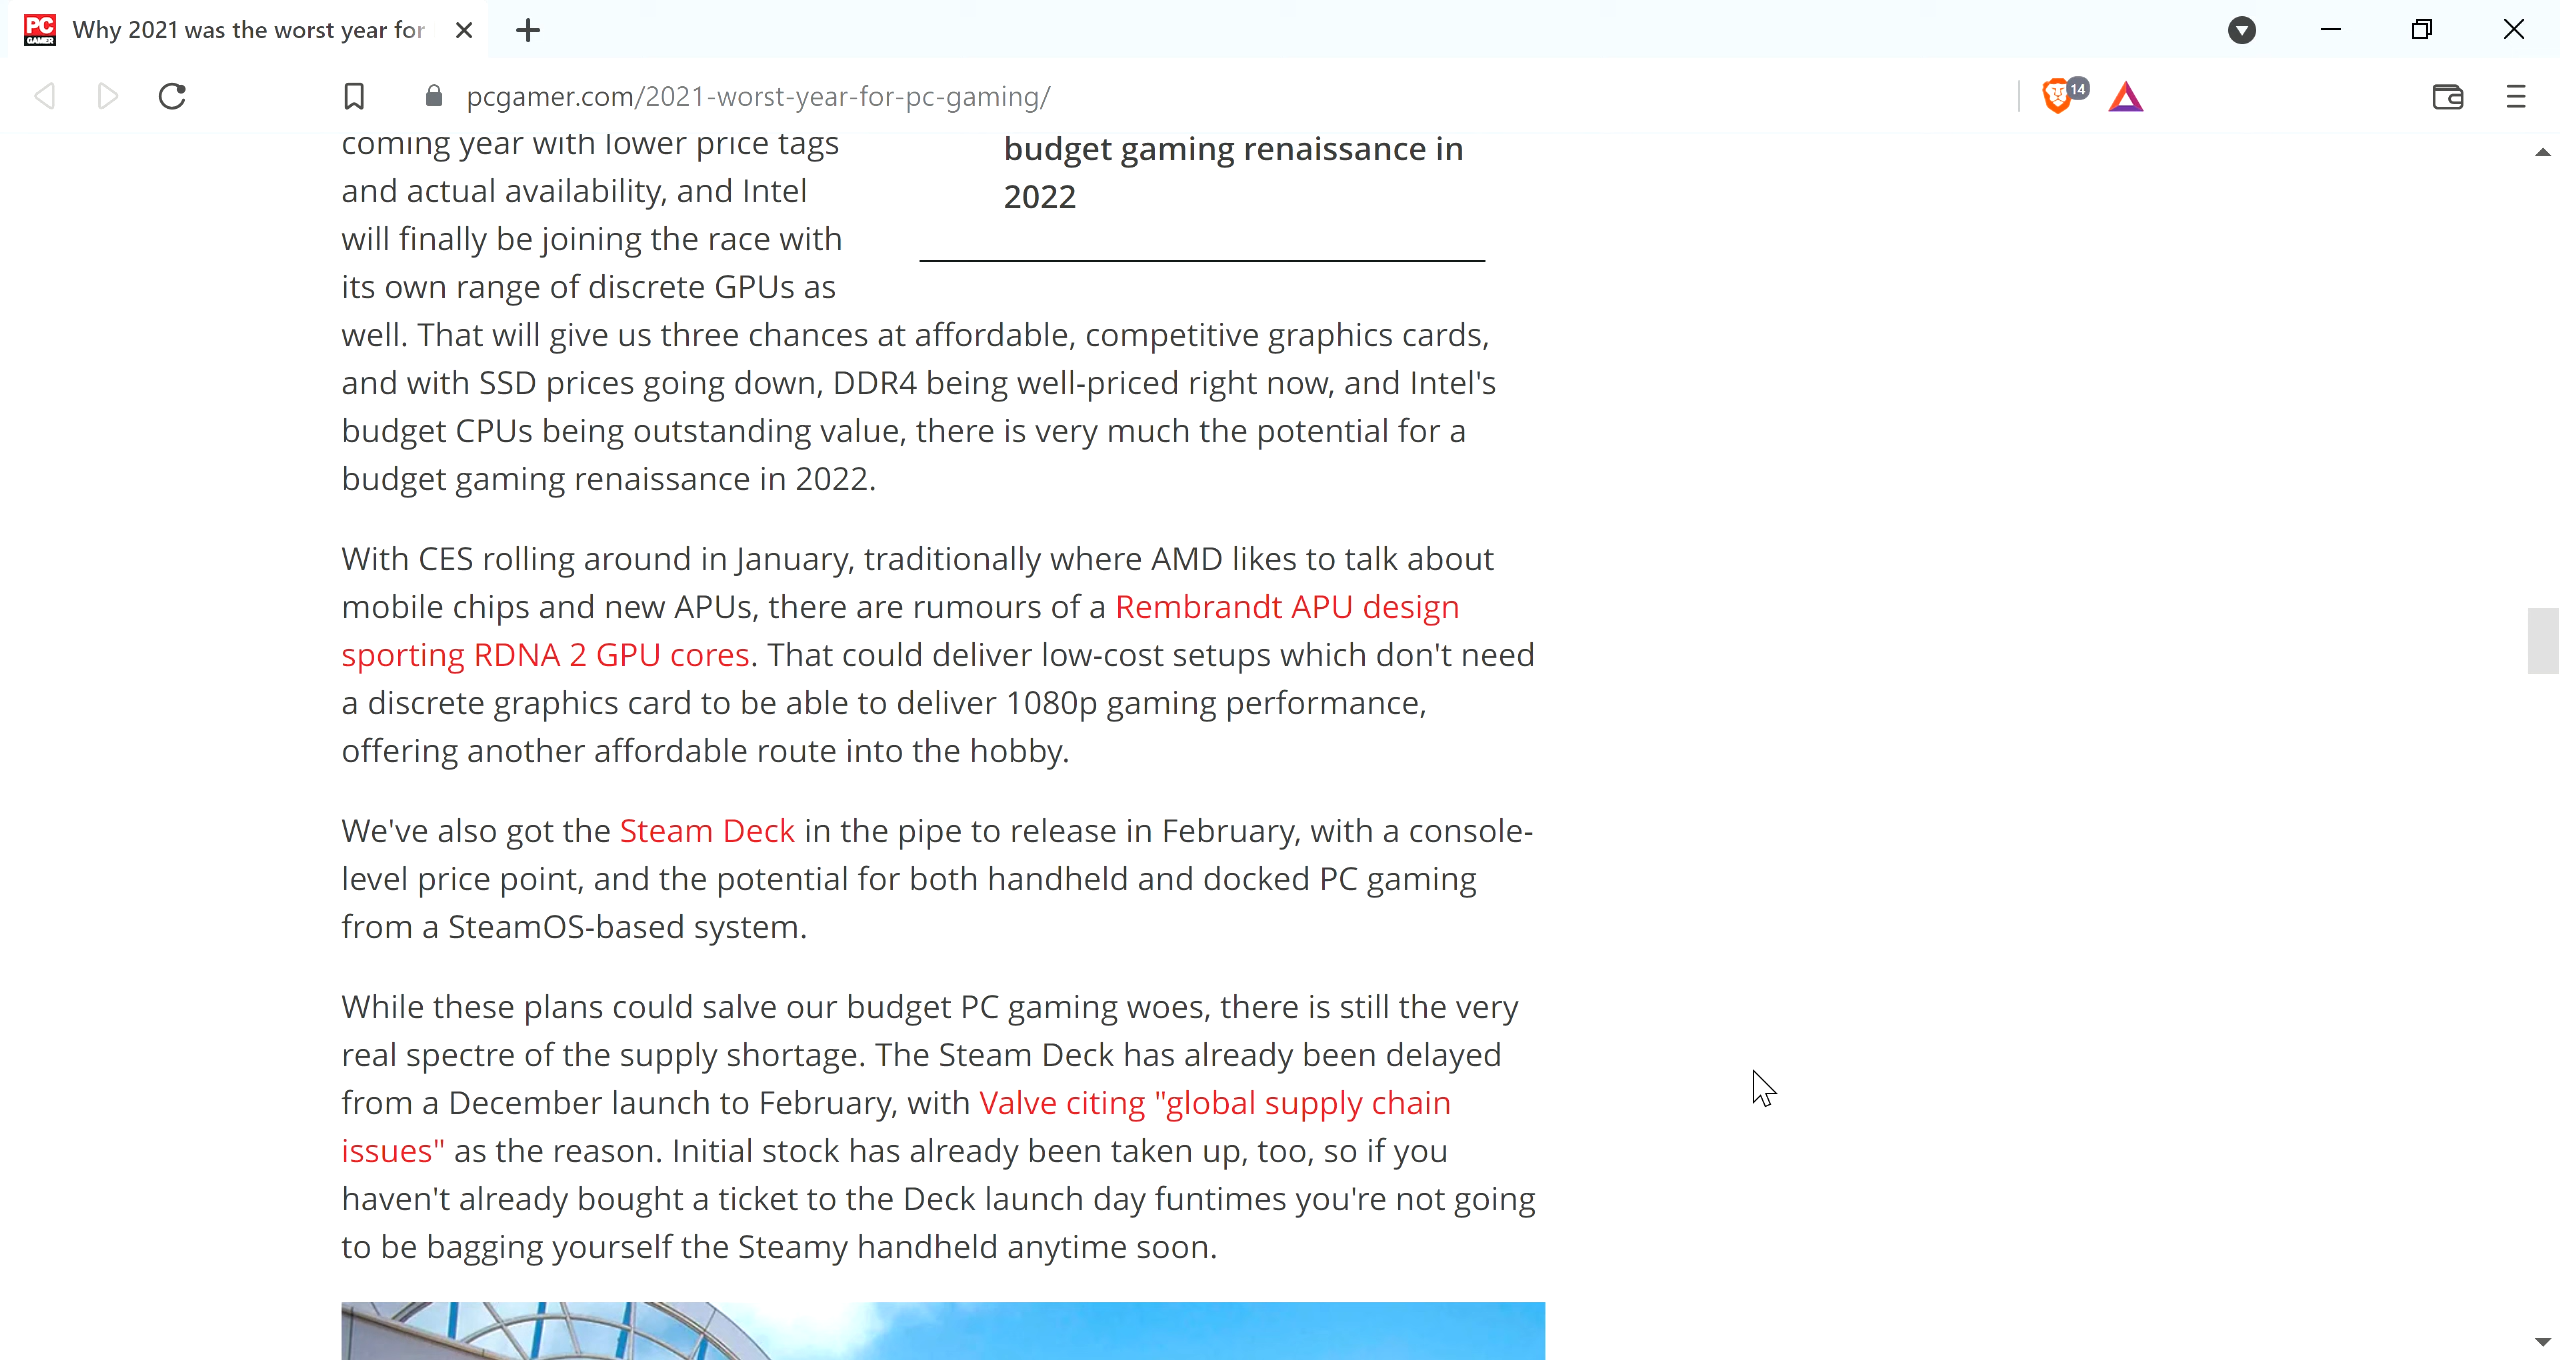 PC
GAMER
Why 2021 was the worst year for
pcgamer.com/2021-worst-year-for-pc-gaming/
14
coming year with lower price tags
and actual availability, and Intel
will finally be joining the race with
its own range of discrete GPUs as
budget gaming renaissance in
2022
well. That will give us three chances at affordable, competitive graphics cards,
and with SSD prices going down, DDR4 being well-priced right now, and Intel's
budget CPUs being outstanding value, there is very much the potential for a
budget gaming renaissance in 2022.
With CES rolling around in January, traditionally where AMD likes to talk about
mobile chips and new APUs, there are rumours of a Rembrandt APU design
sporting RDNA 2 GPU cores. That could deliver low-cost setups which don't need
a discrete graphics card to be able to deliver 1080p gaming performance,
offering another affordable route into the hobby.
We've also got the Steam Deck in the pipe to release in February, with a console-
level price point, and the potential for both handheld and docked PC gaming
from a SteamOS-based system.
While these plans could salve our budget PC gaming woes, there is still the very
real spectre of the supply shortage. The Steam Deck has already been delayed
from a December launch to February, with Valve citing "global supply chain
issues" as the reason. Initial stock has already been taken up, too, so if you
haven't already bought a ticket to the Deck launch day funtimes you're not going
to be bagging yourself the Steamy handheld anytime soon.